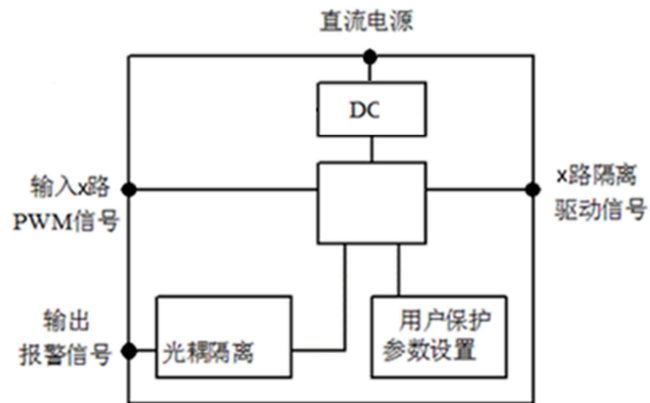 直流电源
DC
输入x路
PWM信号
x路隔离
驱动信号
输出
报警信号
光耦隔离
用户保护
参数设置